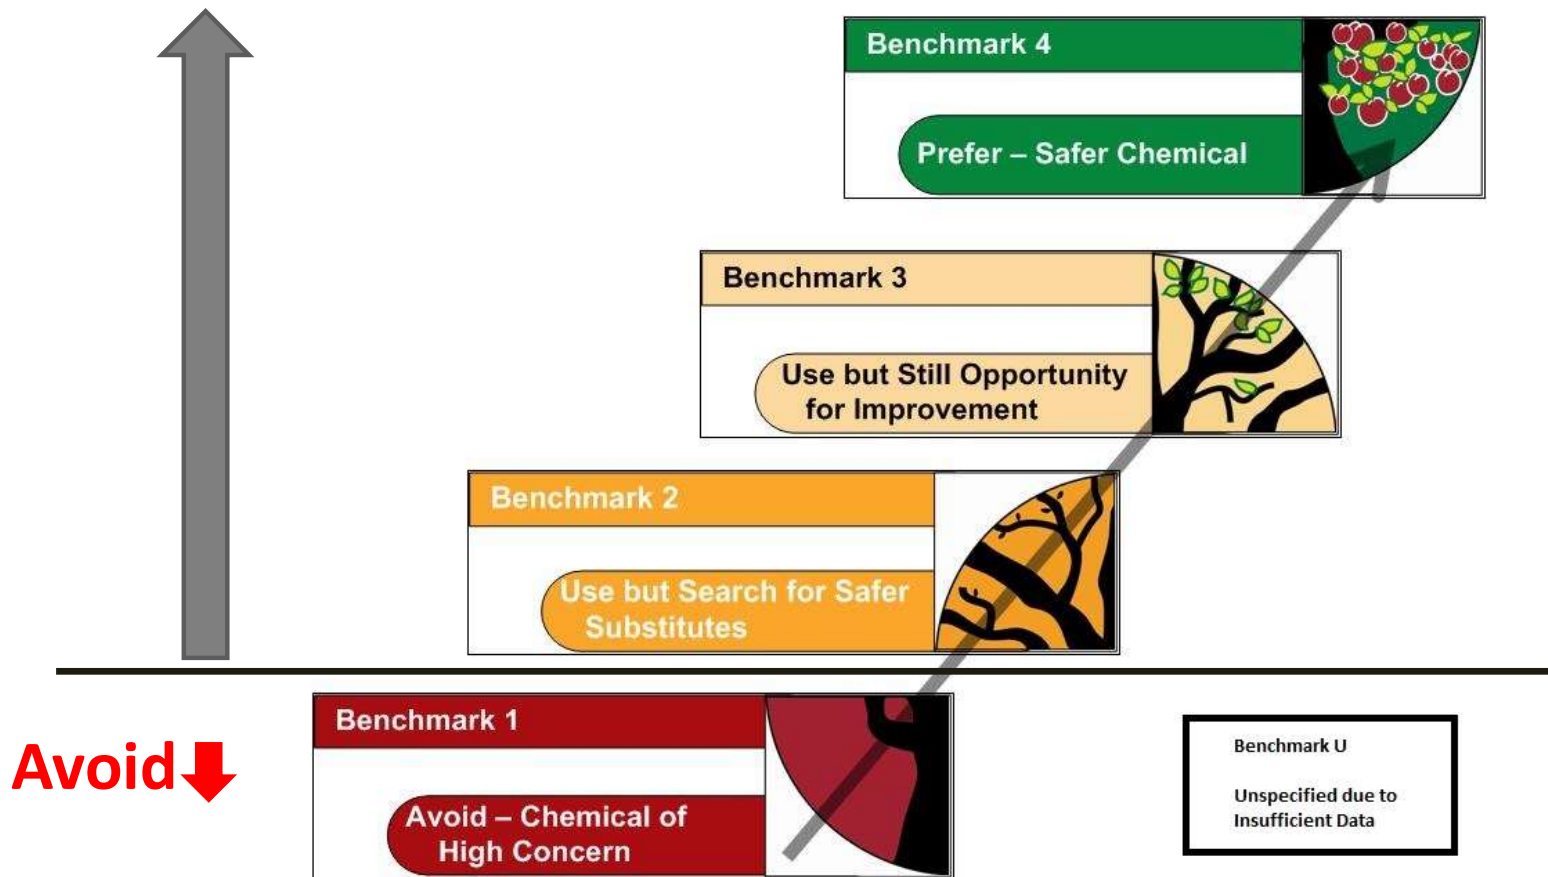 Benchmark 4
Prefer – Safer Chemical
Benchmark 3
Use but Still Opportunity
for Improvement
Benchmark 2
Use but Search for Safer
Substitutes
Benchmark 1
Avoid – Chemical of
High Concern
Avoid
Benchmark U
Unspecified due to
Insufficient Data